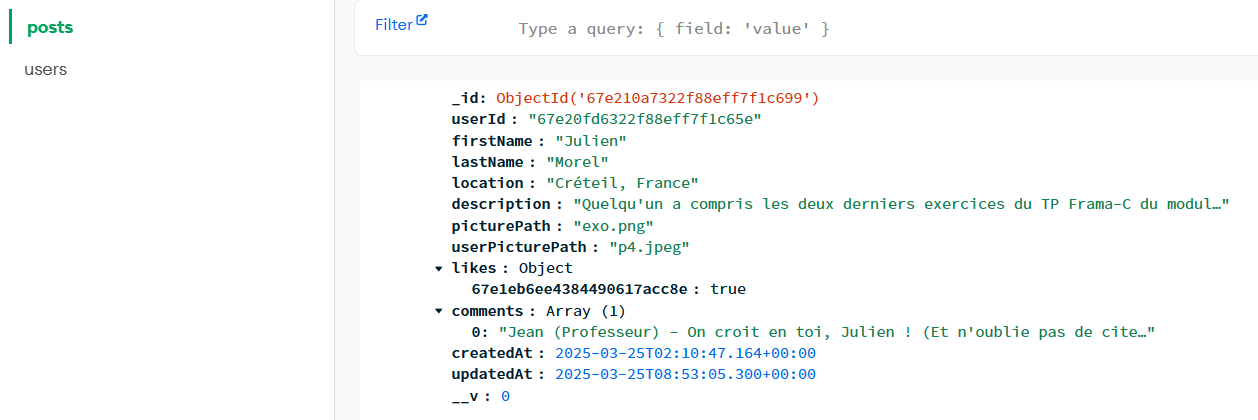 posts
users
Filter
Type a query: { field: 'value' }
_id: ObjectId('67e210a7322f88eff7f1c699')
userId : "67e20fd6322f88eff7f1c65e"
firstName : "Julien"
lastName : "Morel"
location : "Créteil, France"
description : "Quelqu'un a compris les deux derniers exercices du TP Frama-C du modul…"
picturePath : "exo.png"
userPicturePath : "p4.jpeg"
likes : Object
67e1eb6ee4384490617acc8e : true
comments : Array (1)
0: "Jean (Professeur) – On croit en toi, Julien ! (Et n'oublie pas de cite…"
createdAt : 2025-03-25T02:10:47.164+00:00
updatedAt : 2025-03-25T08:53:05.300+00:00
__v : 0